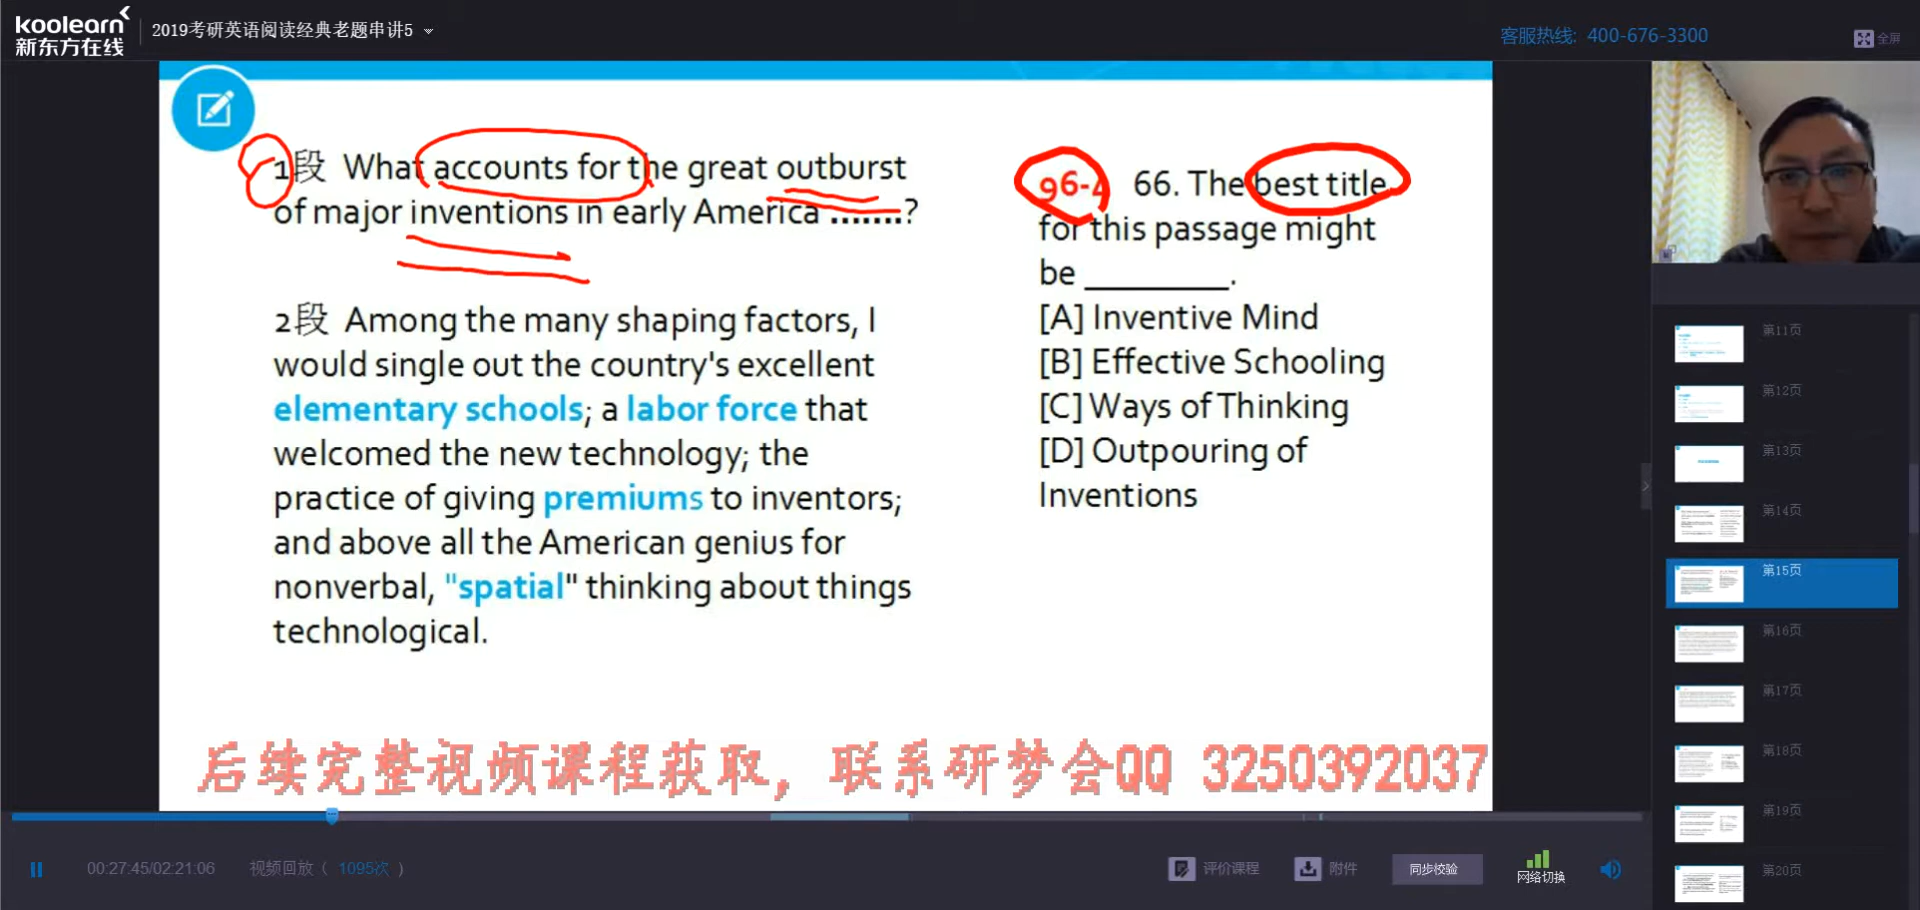 koolearn
新东方在线
2019考研英语阅读经典老题串讲5
客服热线: 400-676-3300
全屏
1段 What accounts for the great outburst
of major inventions in early America .......?
2段 Among the many shaping factors, I
would single out the country's excellent
elementary schools; a labor force that
welcomed the new technology; the
practice of giving premiums to inventors;
and above all the American genius for
nonverbal, "spatial" thinking about things
technological.
96-4 66. The best title
for this passage might
be ________.
[A] Inventive Mind
[B] Effective Schooling
[C] Ways of Thinking
[D] Outpouring of
Inventions
后续完整视频课程获取，联系研梦会QQ 3250392037
第11页
第12页
第13页
第14页
第15页
第16页
第17页
第18页
第19页
第20页
00:27:45/02:21:06 视频回放（ 1095次 ）
评价课程
附件
同步校验
网络切换